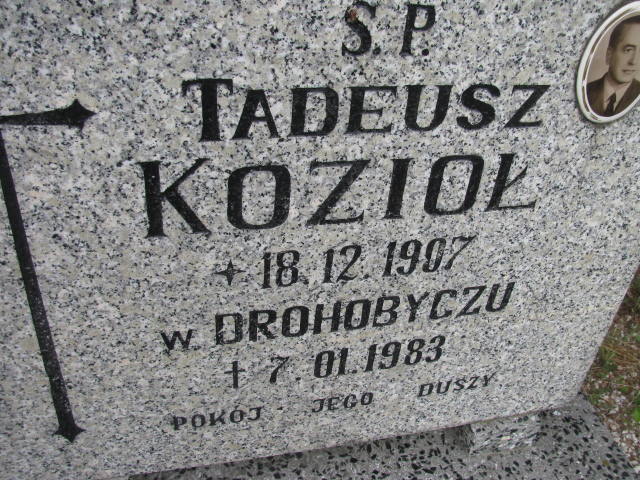 S.P.
TADEUSZ
KOZIOŁ
18.12.1907
w. DROHOBYCZU
† 7.01.1983
POKÓJ JEGO DUSZY